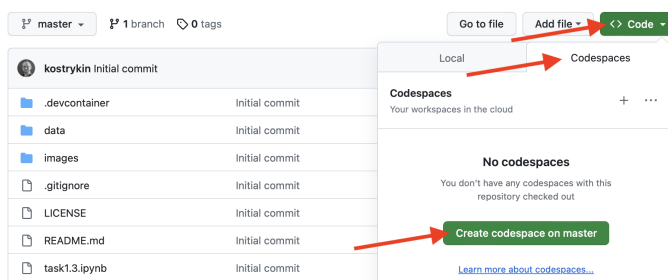 master 1 branch 0 tags Go to file Add file <> Code
kostrykin Initial commit
.devcontainer Initial commit
data Initial commit
images Initial commit
.gitignore Initial commit
LICENSE Initial commit
README.md Initial commit
task1.3.ipynb Initial commit
Local Codespaces
Codespaces
Your workspaces in the cloud
No codespaces
You don't have any codespaces with this
repository checked out
Create codespace on master
Learn more about codespaces...